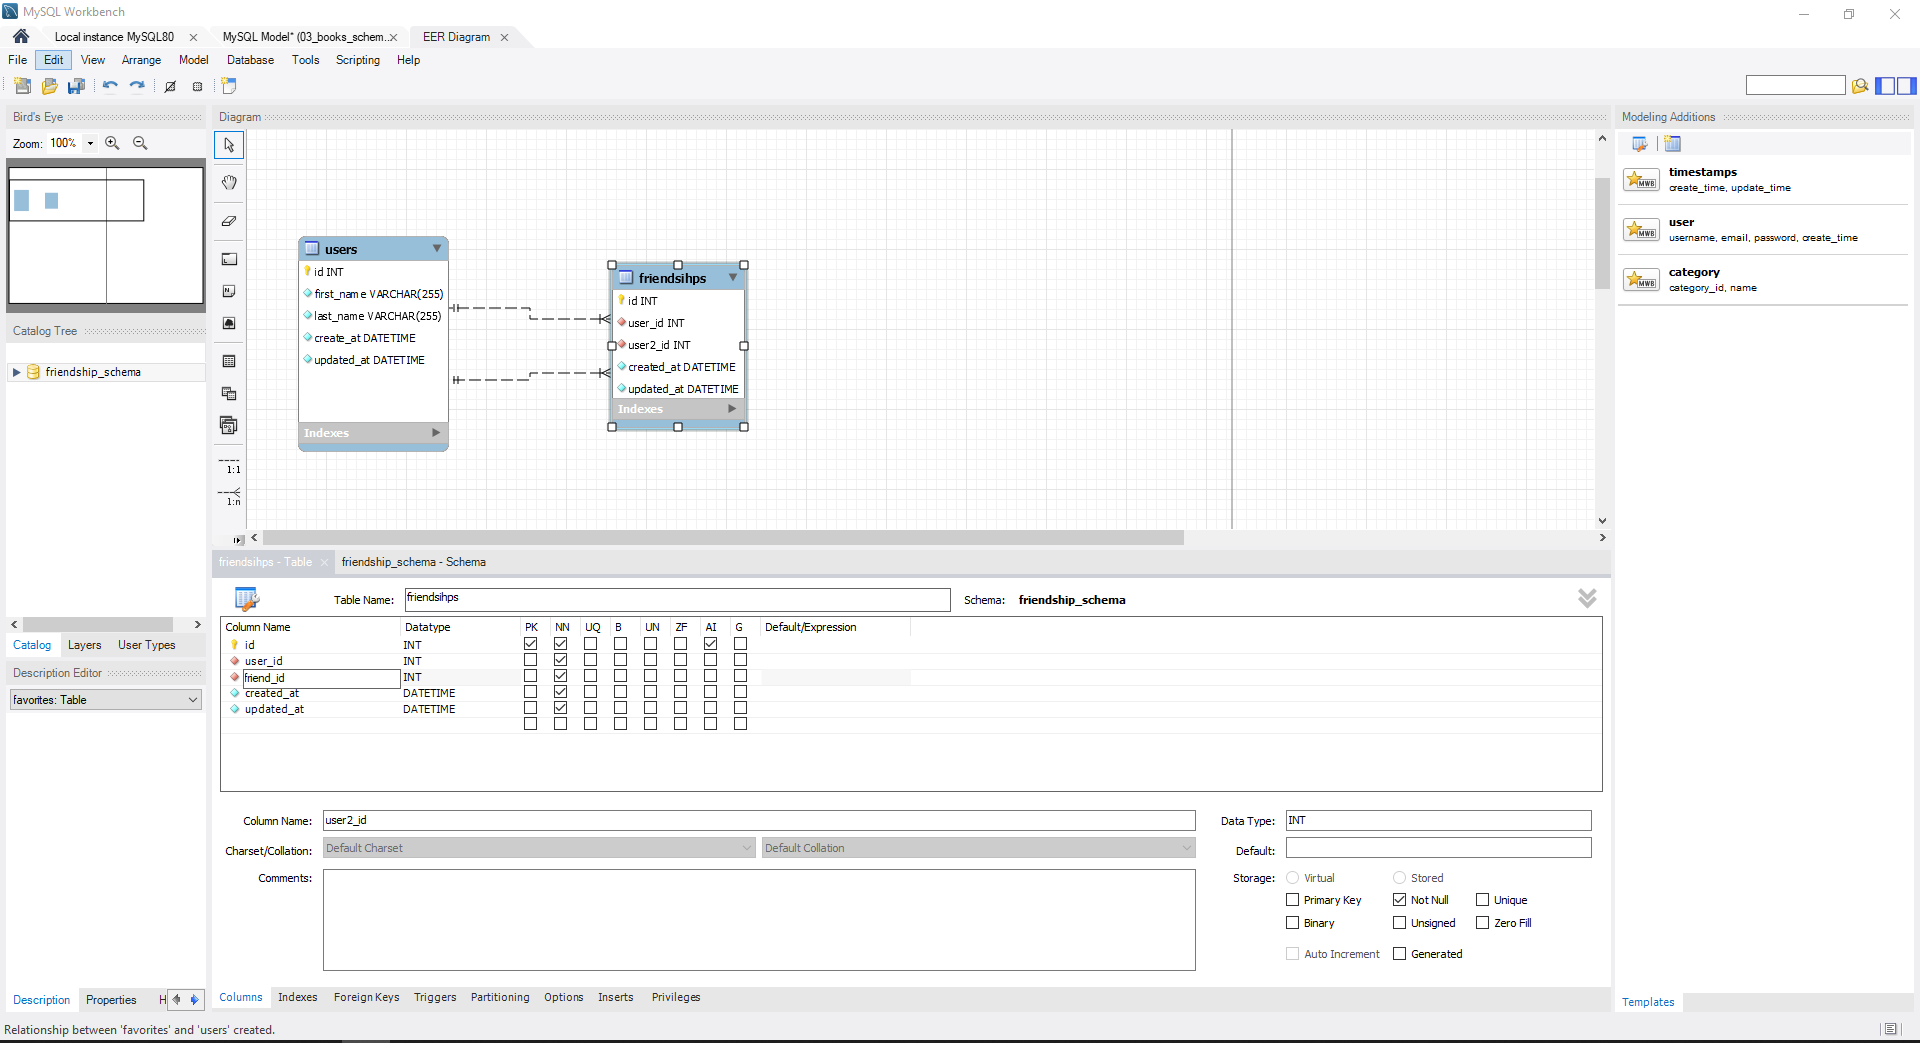 MySQL Workbench
Local instance MySQL80
MySQL Model* (03_books_schem..
EER Diagram
File Edit View Arrange Model Database Tools Scripting Help
Bird's Eye
Diagram
Modeling Additions
Zoom: 100%
timestamps
create_time, update_time
user
username, email, password, create_time
category
category_id, name
MWB
MWB
MWB
users
id INT
first_name VARCHAR(255)
last_name VARCHAR(255)
create_at DATETIME
updated_at DATETIME
Indexes
friendsihps
id INT
user_id INT
user2_id INT
created_at DATETIME
updated_at DATETIME
Indexes
1:1
1:n
Catalog Tree
friendship_schema
Catalog Layers User Types
Description Editor
favorites: Table
Description Properties H
friendsihps - Table
friendship_schema - Schema
Table Name: friendsihps
Schema: friendship_schema
Column Name Datatype PK NN UQ B UN ZF AI G Default/Expression
id INT
user_id INT
friend_id INT
created_at DATETIME
updated_at DATETIME
Column Name: user2_id
Data Type: INT
Charset/Collation: Default Charset Default Collation
Default:
Comments:
Storage: Virtual Stored
Primary Key Not Null Unique
Binary Unsigned Zero Fill
Auto Increment Generated
Columns Indexes Foreign Keys Triggers Partitioning Options Inserts Privileges
Templates
Relationship between 'favorites' and 'users' created.